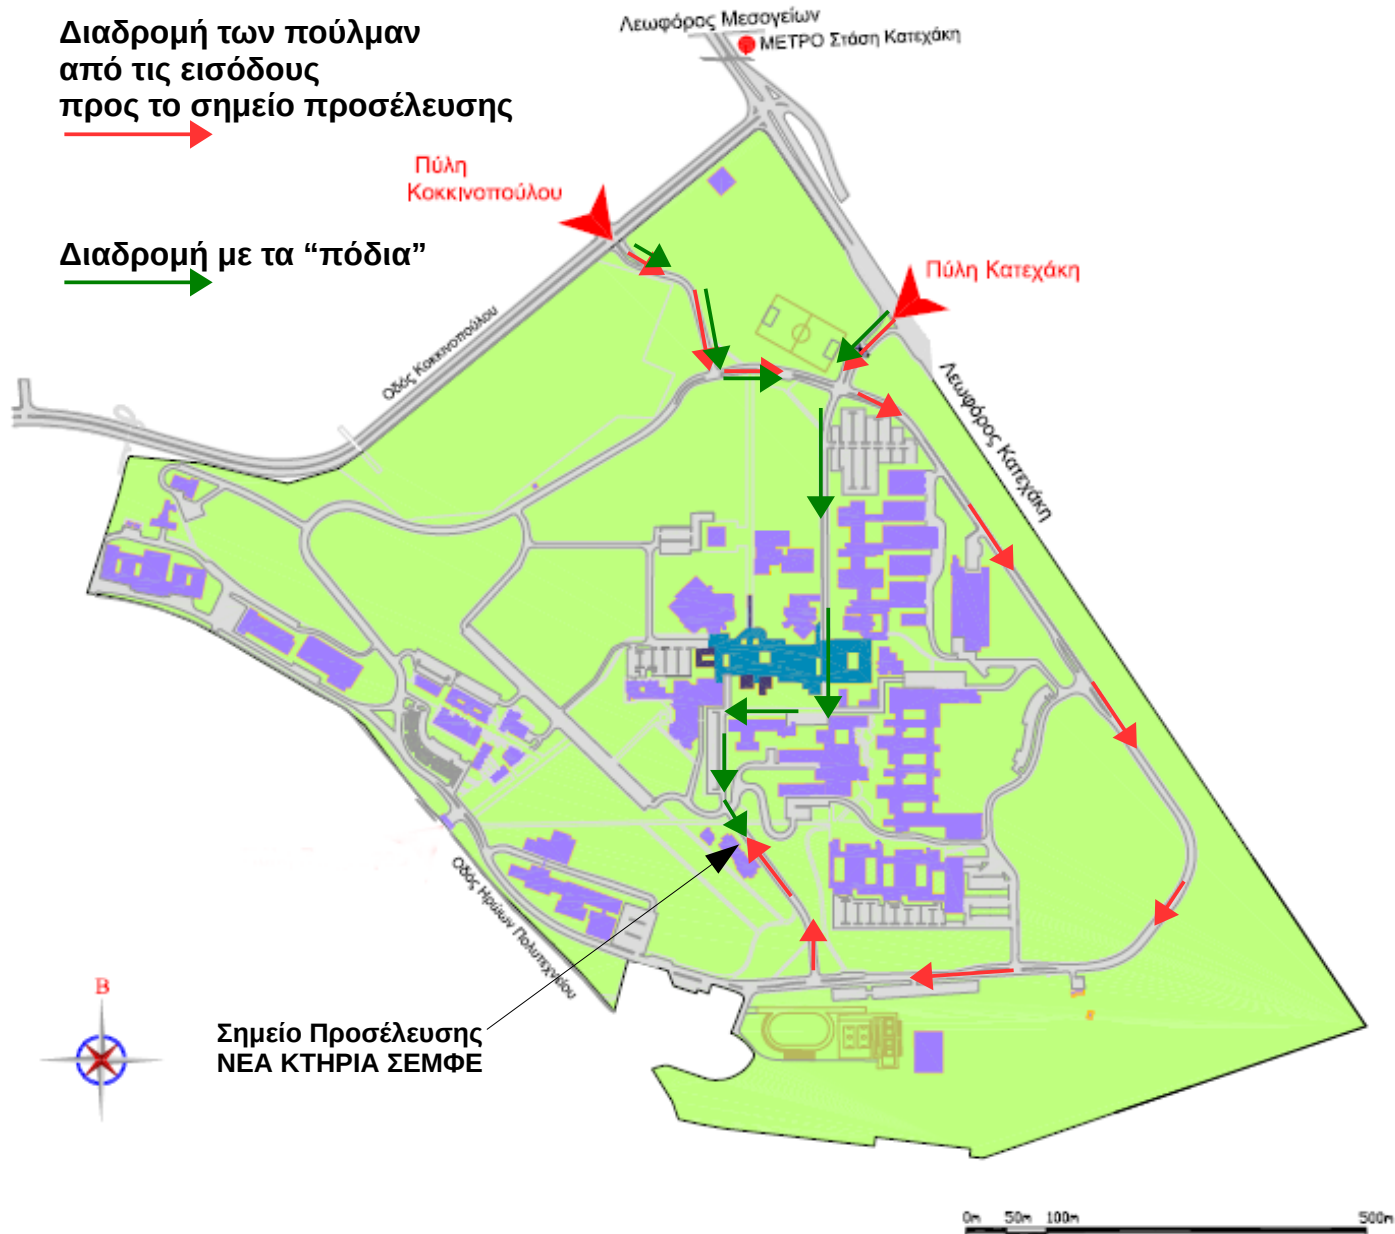 Διαδρομή των πούλμαν
από τις εισόδους
προς το σημείο προσέλευσης
Διαδρομή με τα “πόδια”
Λεωφόρος Μεσογείων
ΜΕΤΡΟ Στάση Κατεχάκη
Πύλη
Κοκκινοπούλου
Πύλη Κατεχάκη
Οδός Κοκκινοπούλου
Λεωφόρος Κατεχάκη
Οδός Ηρώων Πολυτεχνείου
Β
Σημείο Προσέλευσης
ΝΕΑ ΚΤΗΡΙΑ ΣΕΜΦΕ
0m 50m 100m 500m